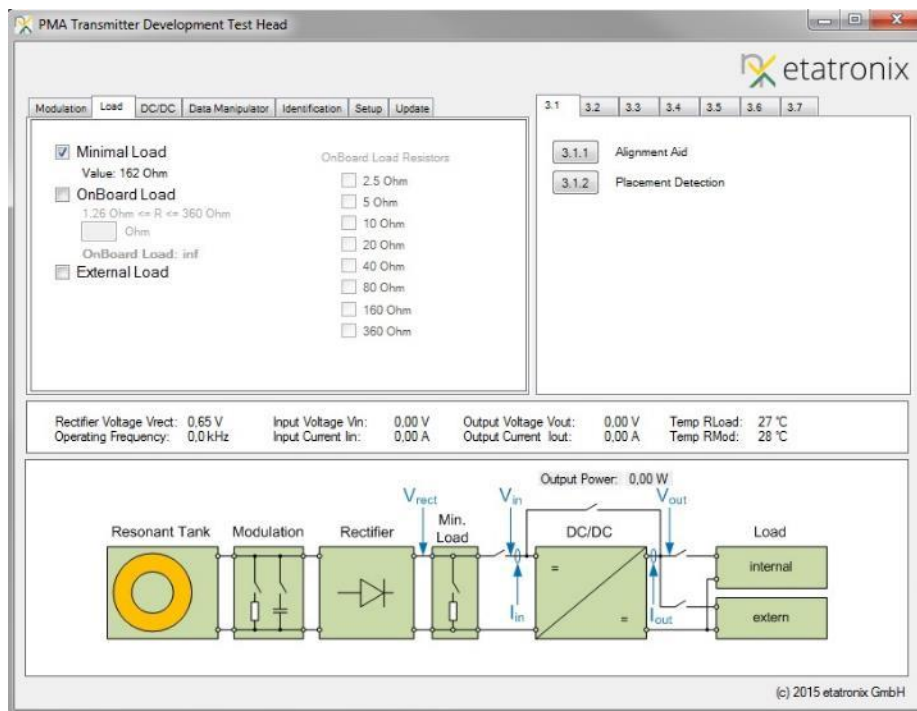 PMA Transmitter Development Test Head
etatronix
Modulation Load DC/DC Data Manipulator Identification Setup Update
Minimal Load
Value: 162 Ohm
OnBoard Load
1.26 Ohm <= R <= 360 Ohm
Ohm
OnBoard Load: inf
External Load
OnBoard Load Resistors
2.5 Ohm
5 Ohm
10 Ohm
20 Ohm
40 Ohm
80 Ohm
160 Ohm
360 Ohm
3.1 3.2 3.3 3.4 3.5 3.6 3.7
3.1.1 Alignment Aid
3.1.2 Placement Detection
Rectifier Voltage Vrect: 0,65 V Input Voltage Vin: 0,00 V Output Voltage Vout: 0,00 V Temp RLoad: 27 °C
Operating Frequency: 0,0 kHz Input Current Iin: 0,00 A Output Current Iout: 0,00 A Temp RMod: 28 °C
Output Power: 0,00 W
Vrect Vin Vout
Resonant Tank Modulation Rectifier Min. Load DC/DC Load
internal
= =
Iin Iout
extern
(c) 2015 etatronix GmbH